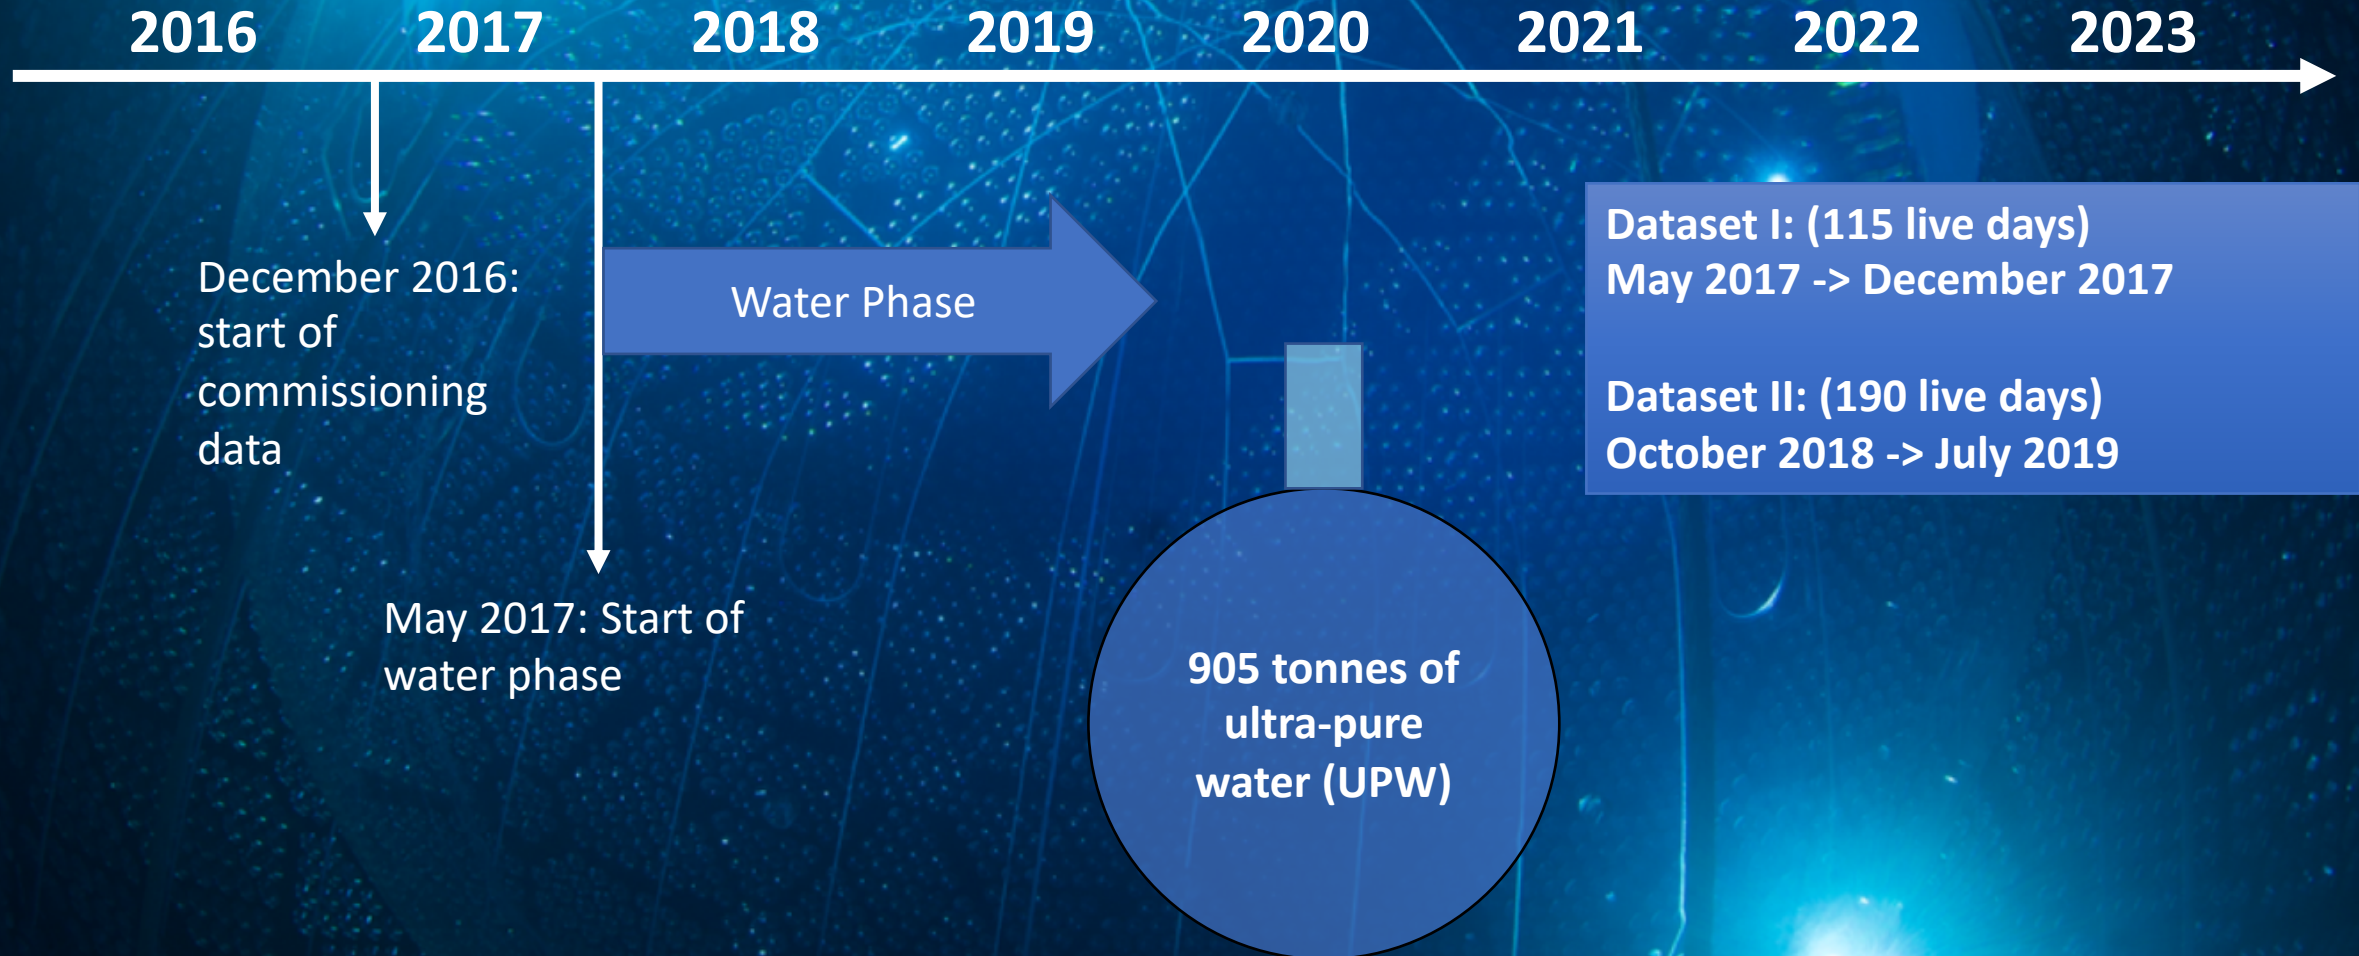 2016 2017 2018 2019 2020 2021 2022 2023
December 2016:
start of
commissioning
data
May 2017: Start of
water phase
Water Phase
905 tonnes of
ultra-pure
water (UPW)
Dataset I: (115 live days)
May 2017 -> December 2017
Dataset II: (190 live days)
October 2018 -> July 2019